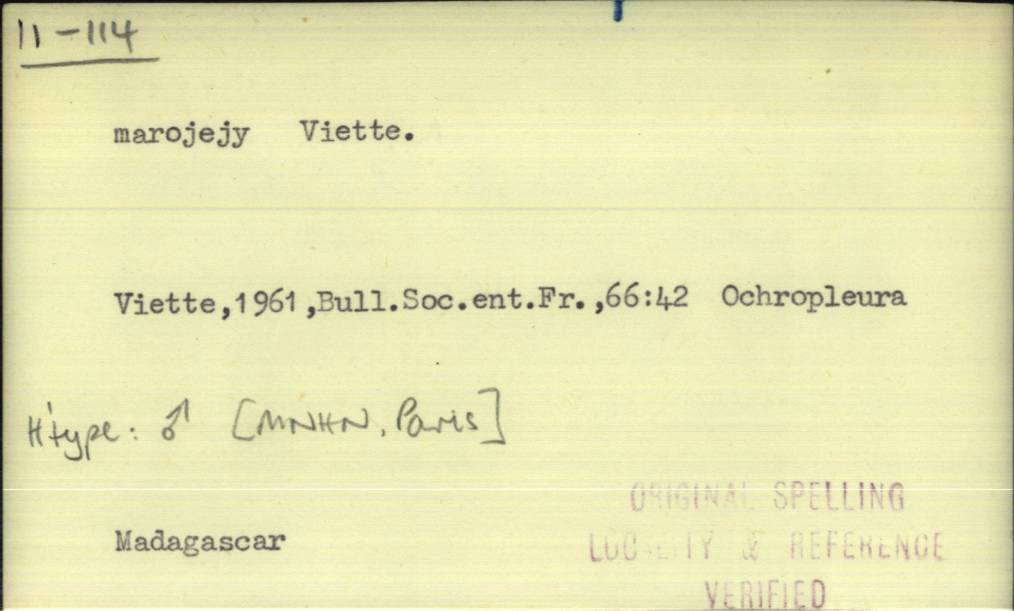 11-114
marojejy Viette.
Viette,1961,Bull.Soc.ent.Fr.,66:42 Ochropleura
H'type: ♂ [MNHN, Paris]
ORIGINAL SPELLING
Madagascar
LOCALITY & REFERENCE
VERIFIED